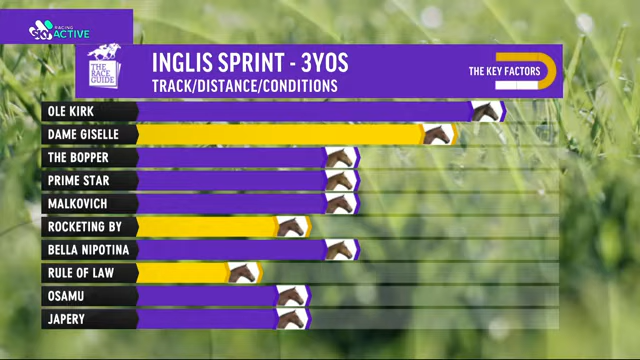 SKY RACING
ACTIVE
THE
RACE
GUIDE
INGLIS SPRINT - 3YOS
TRACK/DISTANCE/CONDITIONS
THE KEY FACTORS
OLE KIRK
DAME GISELLE
THE BOPPER
PRIME STAR
MALKOVICH
ROCKETING BY
BELLA NIPOTINA
RULE OF LAW
OSAMU
JAPERY